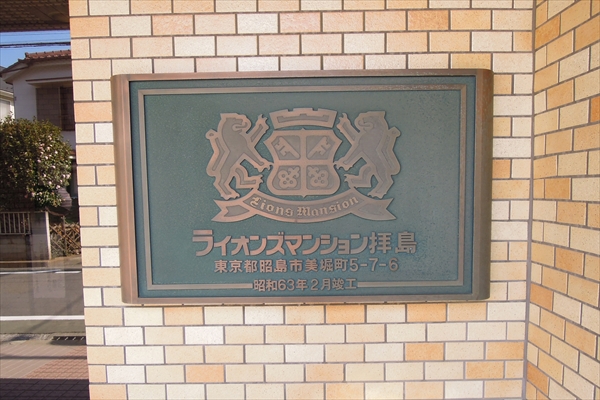 Lions Mansion
ライオンズマンション拝島
東京都昭島市美堀町5-7-6
昭和63年2月竣工